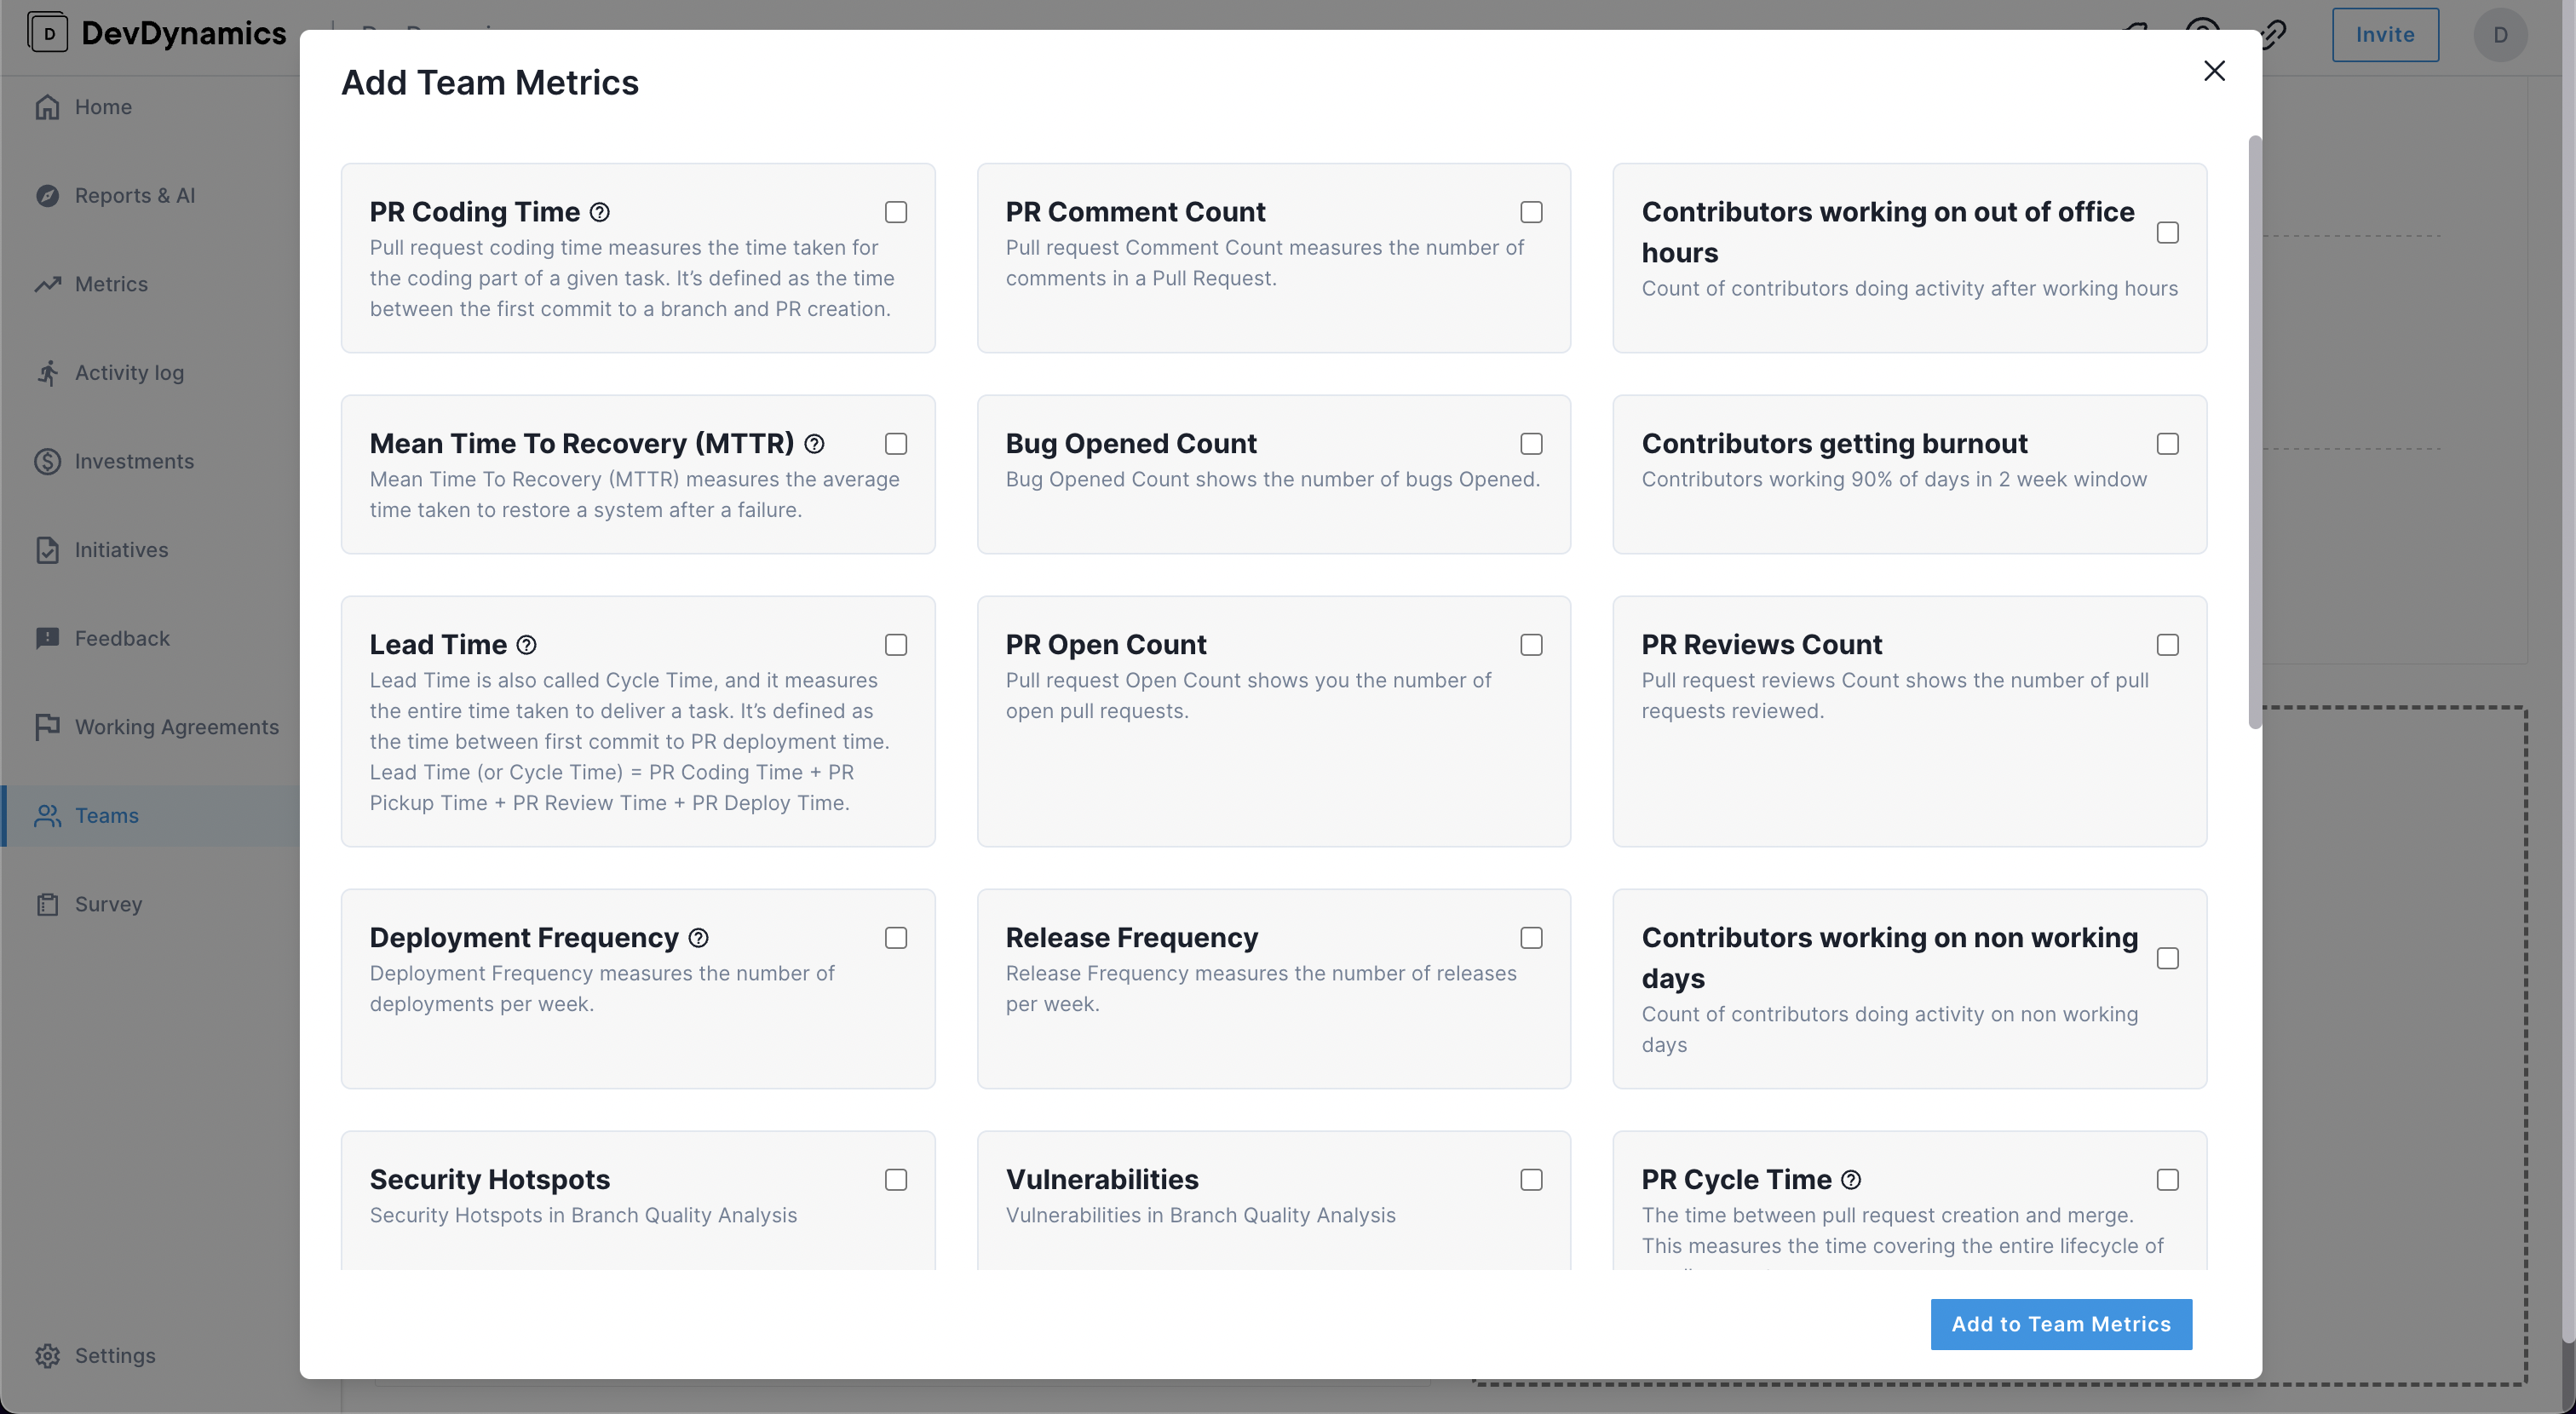 D DevDynamics
Invite
D
Home
Reports & AI
Metrics
Activity log
Investments
Initiatives
Feedback
Working Agreements
Teams
Survey
Settings
Add Team Metrics
PR Coding Time
Pull request coding time measures the time taken for
the coding part of a given task. It’s defined as the time
between the first commit to a branch and PR creation.
PR Comment Count
Pull request Comment Count measures the number of
comments in a Pull Request.
Contributors working on out of office
hours
Count of contributors doing activity after working hours
Mean Time To Recovery (MTTR)
Mean Time To Recovery (MTTR) measures the average
time taken to restore a system after a failure.
Bug Opened Count
Bug Opened Count shows the number of bugs Opened.
Contributors getting burnout
Contributors working 90% of days in 2 week window
Lead Time
Lead Time is also called Cycle Time, and it measures
the entire time taken to deliver a task. It’s defined as
the time between first commit to PR deployment time.
Lead Time (or Cycle Time) = PR Coding Time + PR
Pickup Time + PR Review Time + PR Deploy Time.
PR Open Count
Pull request Open Count shows you the number of
open pull requests.
PR Reviews Count
Pull request reviews Count shows the number of pull
requests reviewed.
Deployment Frequency
Deployment Frequency measures the number of
deployments per week.
Release Frequency
Release Frequency measures the number of releases
per week.
Contributors working on non working
days
Count of contributors doing activity on non working
days
Security Hotspots
Security Hotspots in Branch Quality Analysis
Vulnerabilities
Vulnerabilities in Branch Quality Analysis
PR Cycle Time
The time between pull request creation and merge.
This measures the time covering the entire lifecycle of
Add to Team Metrics